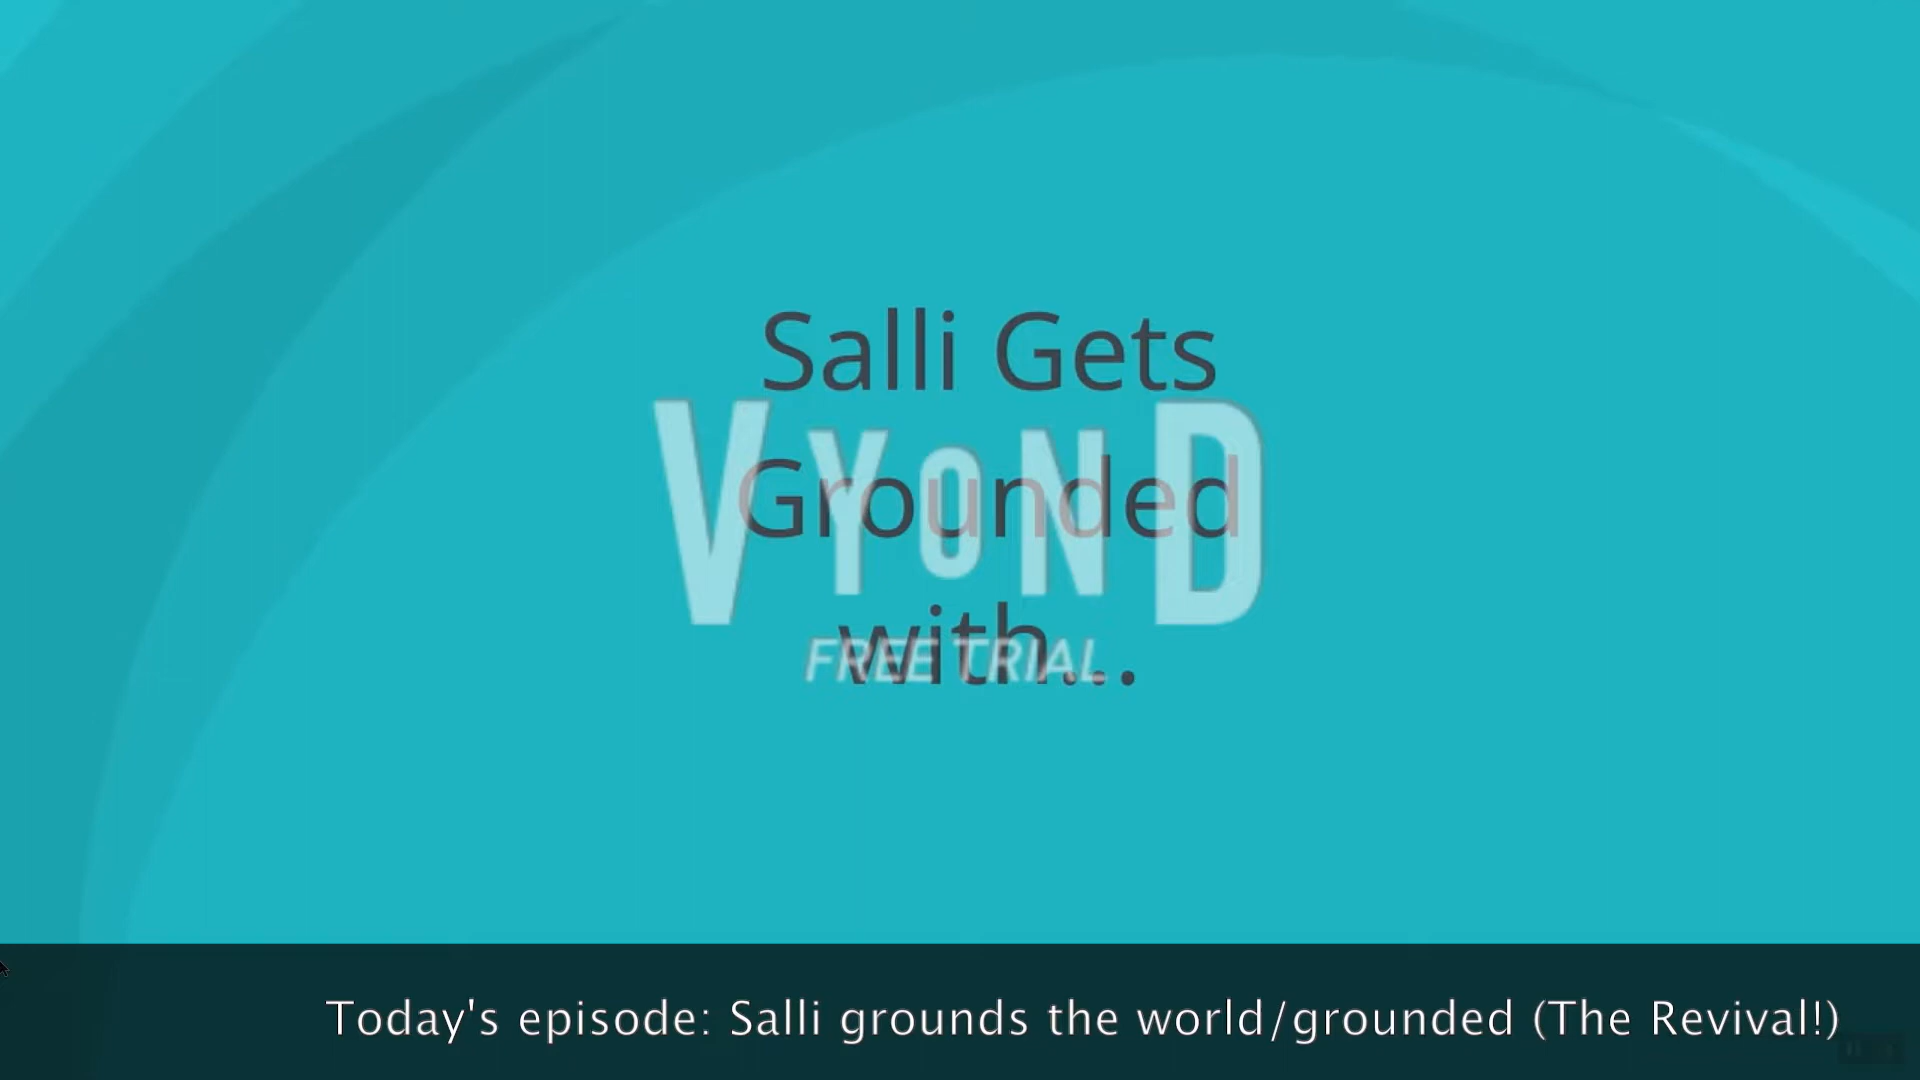 Salli Gets
Grounded
with...
VYOND
FREE TRIAL
Today's episode: Salli grounds the world/grounded (The Revival!)